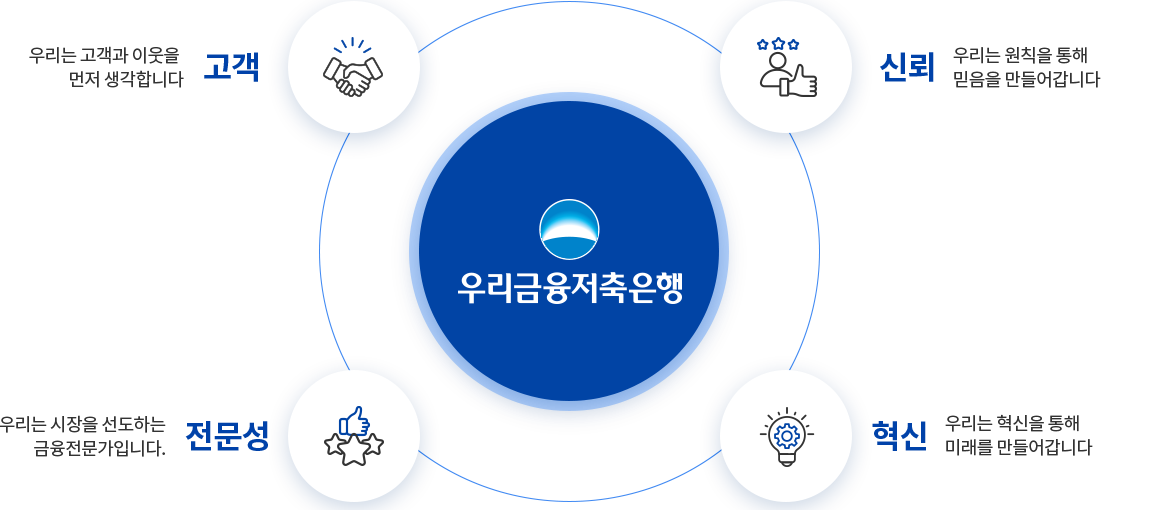 우리는 고객과 이웃을
먼저 생각합니다
고객
신뢰
우리는 원칙을 통해
믿음을 만들어갑니다
우리금융저축은행
우리는 시장을 선도하는
금융전문가입니다.
전문성
혁신
우리는 혁신을 통해
미래를 만들어갑니다